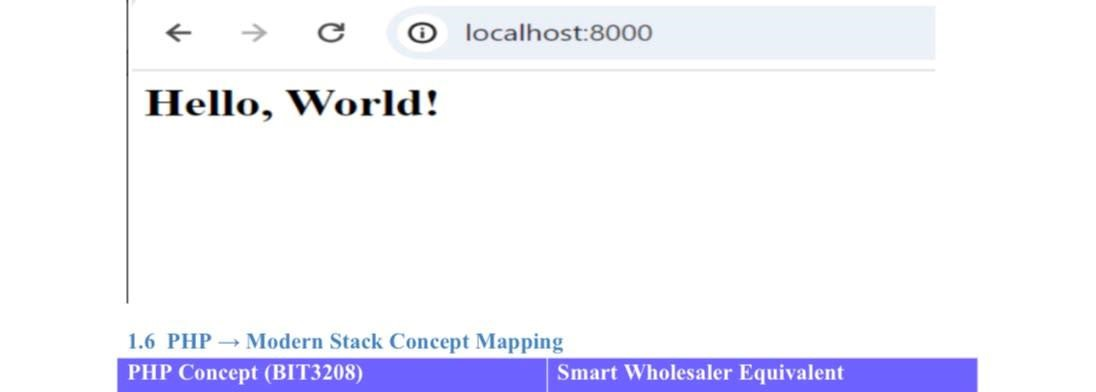 localhost:8000
Hello, World!
1.6 PHP → Modern Stack Concept Mapping
PHP Concept (BIT3208) Smart Wholesaler Equivalent